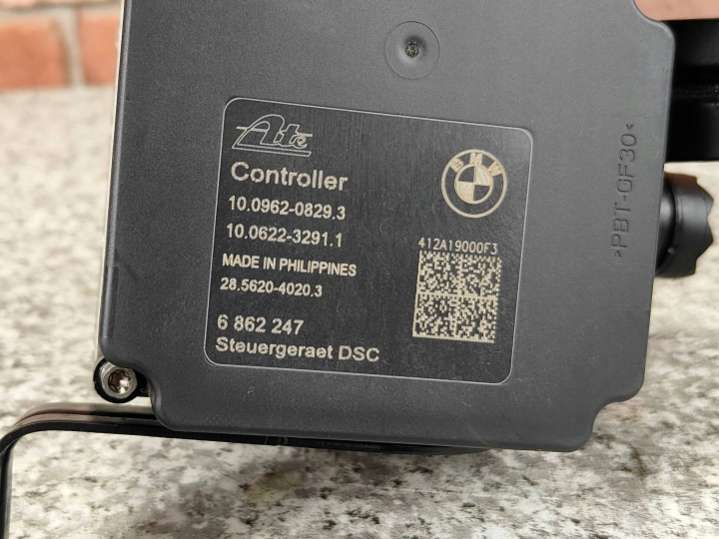 Ate
BMW
Controller
10.0962-0829.3
10.0622-3291.1
412A19000F3
MADE IN PHILIPPINES
28.5620-4020.3
6 862 247
Steuergeraet DSC
>PBT-GF30<